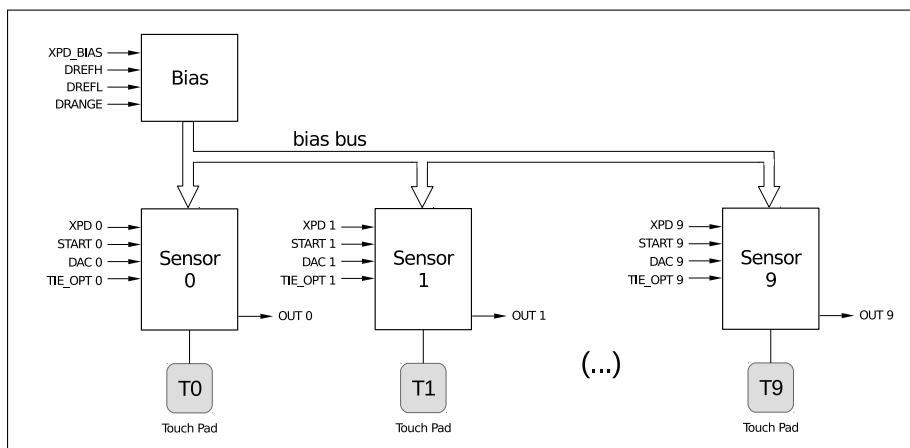 XPD_BIAS
DREFH
DREFL
DRANGE
Bias
bias bus
XPD 0
START 0
DAC 0
TIE_OPT 0
Sensor
0
OUT 0
XPD 1
START 1
DAC 1
TIE_OPT 1
Sensor
1
OUT 1
XPD 9
START 9
DAC 9
TIE_OPT 9
Sensor
9
OUT 9
T0
Touch Pad
T1
Touch Pad
(...)
T9
Touch Pad